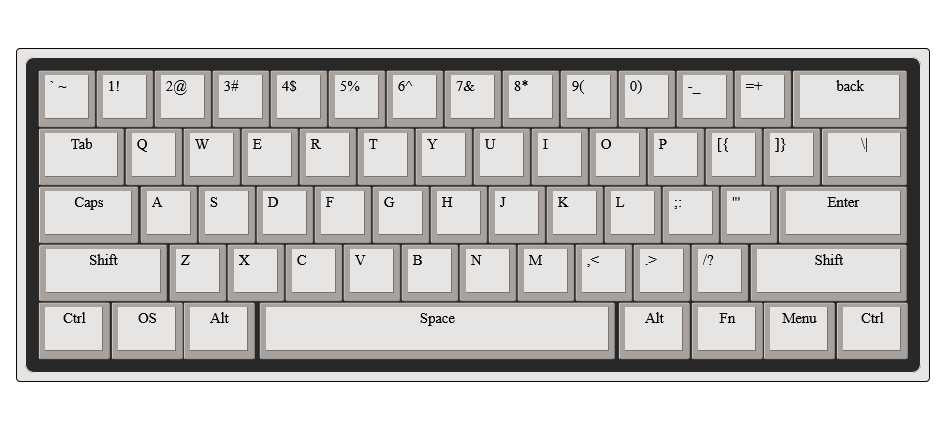 ` ~ 1! 2@ 3# 4$ 5% 6^ 7& 8* 9( 0) -_ =+ back
Tab Q W E R T Y U I O P [{ ]} \|
Caps A S D F G H J K L ;: '" Enter
Shift Z X C V B N M ,< .> /? Shift
Ctrl OS Alt Space Alt Fn Menu Ctrl